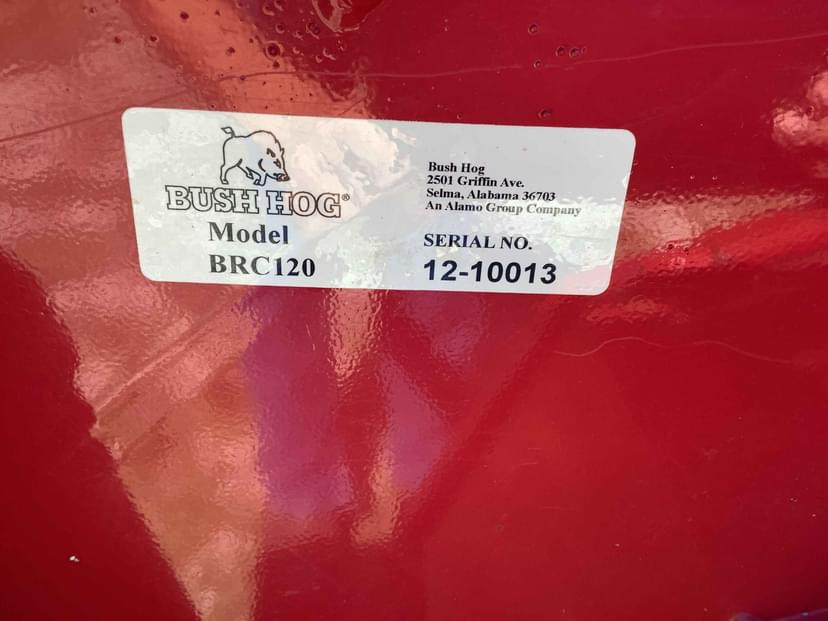 BUSH HOG®
Model
BRC120
Bush Hog
2501 Griffin Ave.
Selma, Alabama 36703
An Alamo Group Company
SERIAL NO.
12-10013